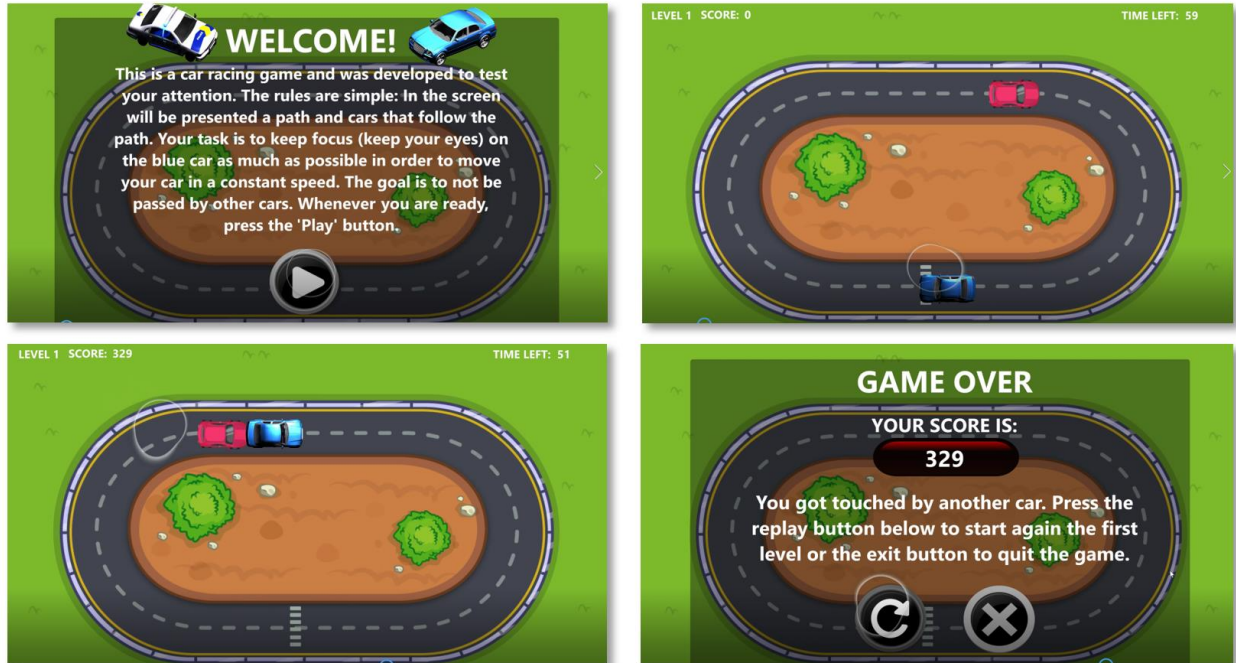 WELCOME!
This is a car racing game and was developed to test
your attention. The rules are simple: In the screen
will be presented a path and cars that follow the
path. Your task is to keep focus (keep your eyes) on
the blue car as much as possible in order to move
your car in a constant speed. The goal is to not be
passed by other cars. Whenever you are ready,
press the 'Play' button.
LEVEL 1 SCORE: 0 TIME LEFT: 59
LEVEL 1 SCORE: 329 TIME LEFT: 51
GAME OVER
YOUR SCORE IS:
329
You got touched by another car. Press the
replay button below to start again the first
level or the exit button to quit the game.